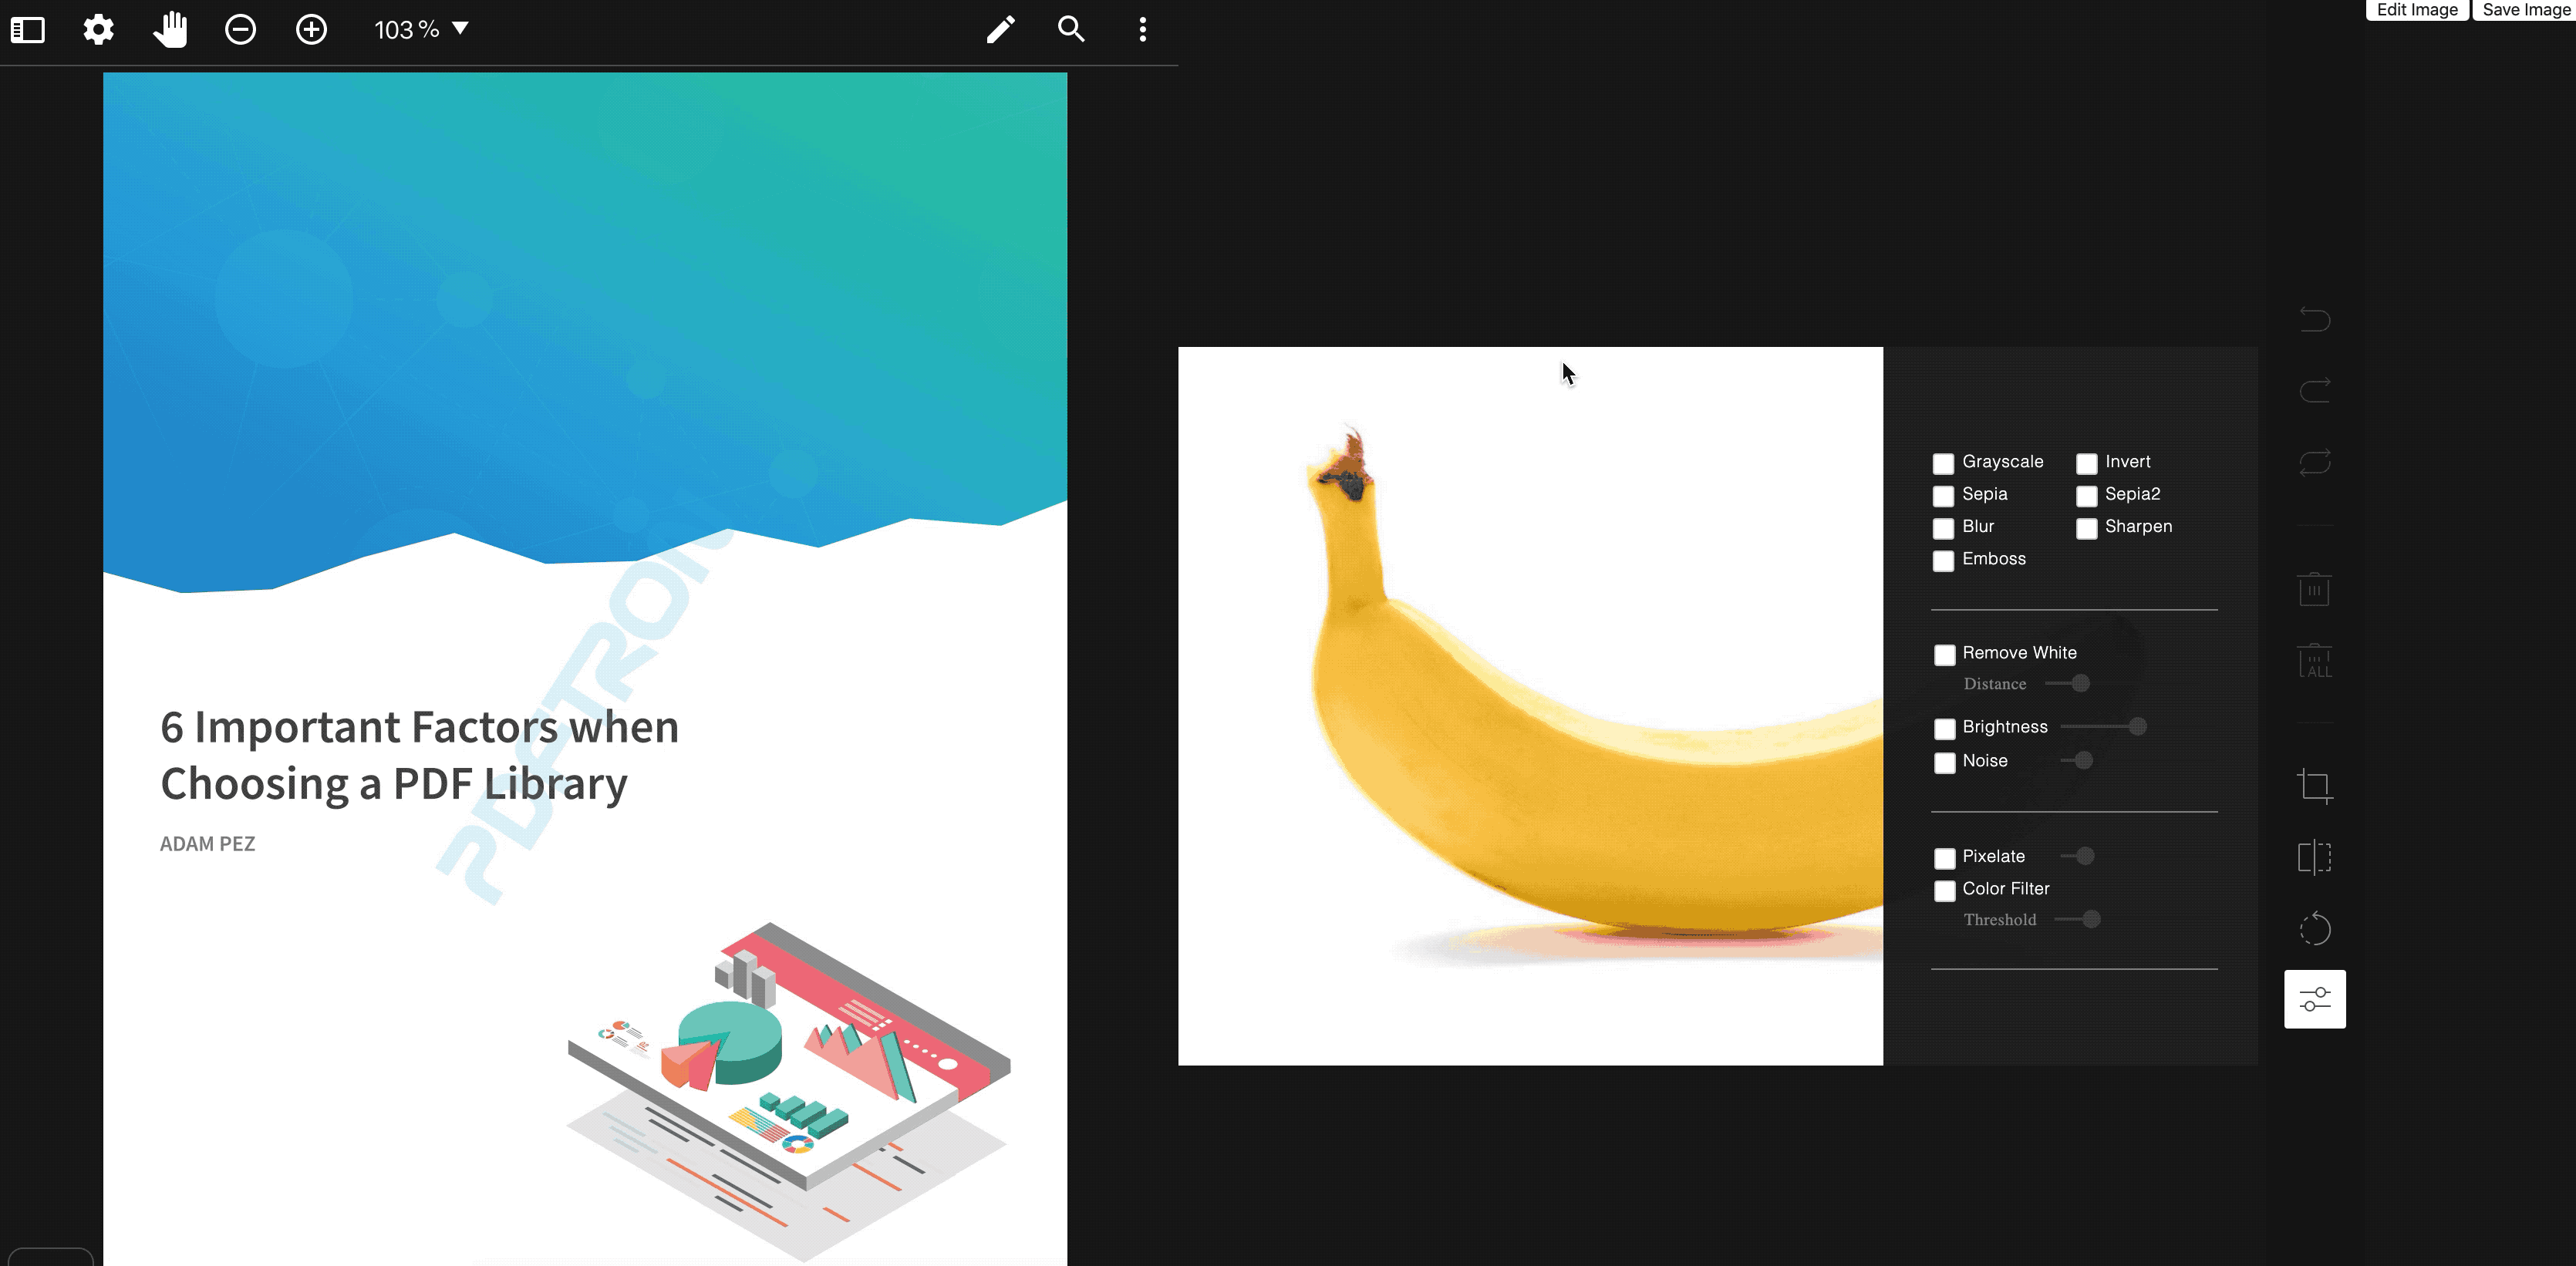 103 %
Edit Image
Save Image
PDFTRON
6 Important Factors when
Choosing a PDF Library
ADAM PEZ
Grayscale
Invert
Sepia
Sepia2
Blur
Sharpen
Emboss
Remove White
Distance
Brightness
Noise
Pixelate
Color Filter
Threshold
ALL